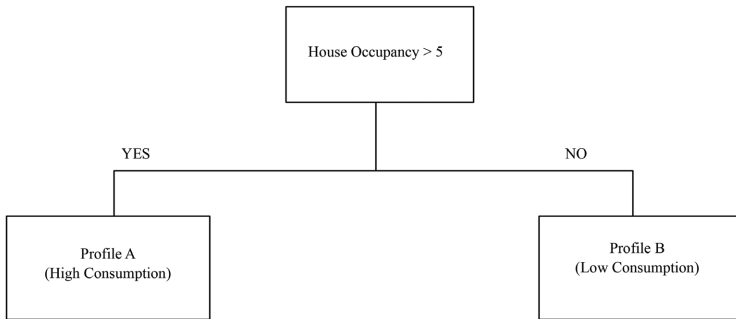 House Occupancy > 5
YES
NO
Profile A
(High Consumption)
Profile B
(Low Consumption)